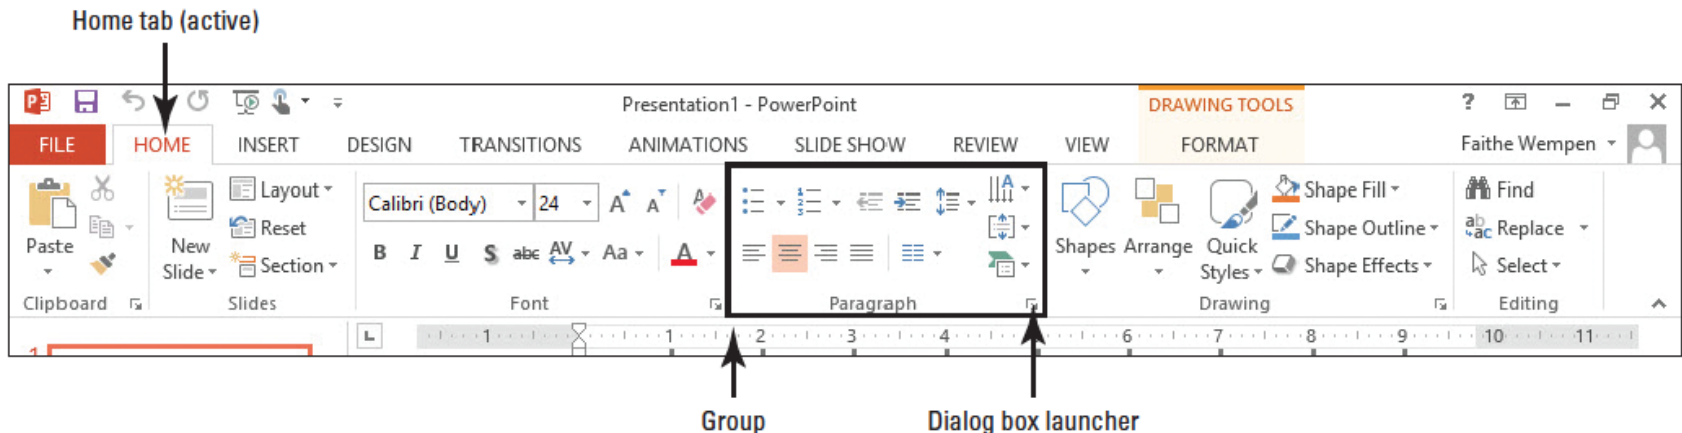 Home tab (active)
Presentation1 - PowerPoint
DRAWING TOOLS
?
FILE HOME INSERT DESIGN TRANSITIONS ANIMATIONS SLIDE SHOW REVIEW VIEW FORMAT Faithe Wempen
Paste
New
Slide
Layout
Reset
Section
Calibri (Body) 24 A A
B I U S abc AV Aa A
A
Shapes Arrange Quick
Styles
Shape Fill
Shape Outline
Shape Effects
Find
ab
ac Replace
Select
Clipboard Slides Font Paragraph Drawing Editing
1
L 1 1 2 3 4 6 7 8 9 10 11
Group Dialog box launcher